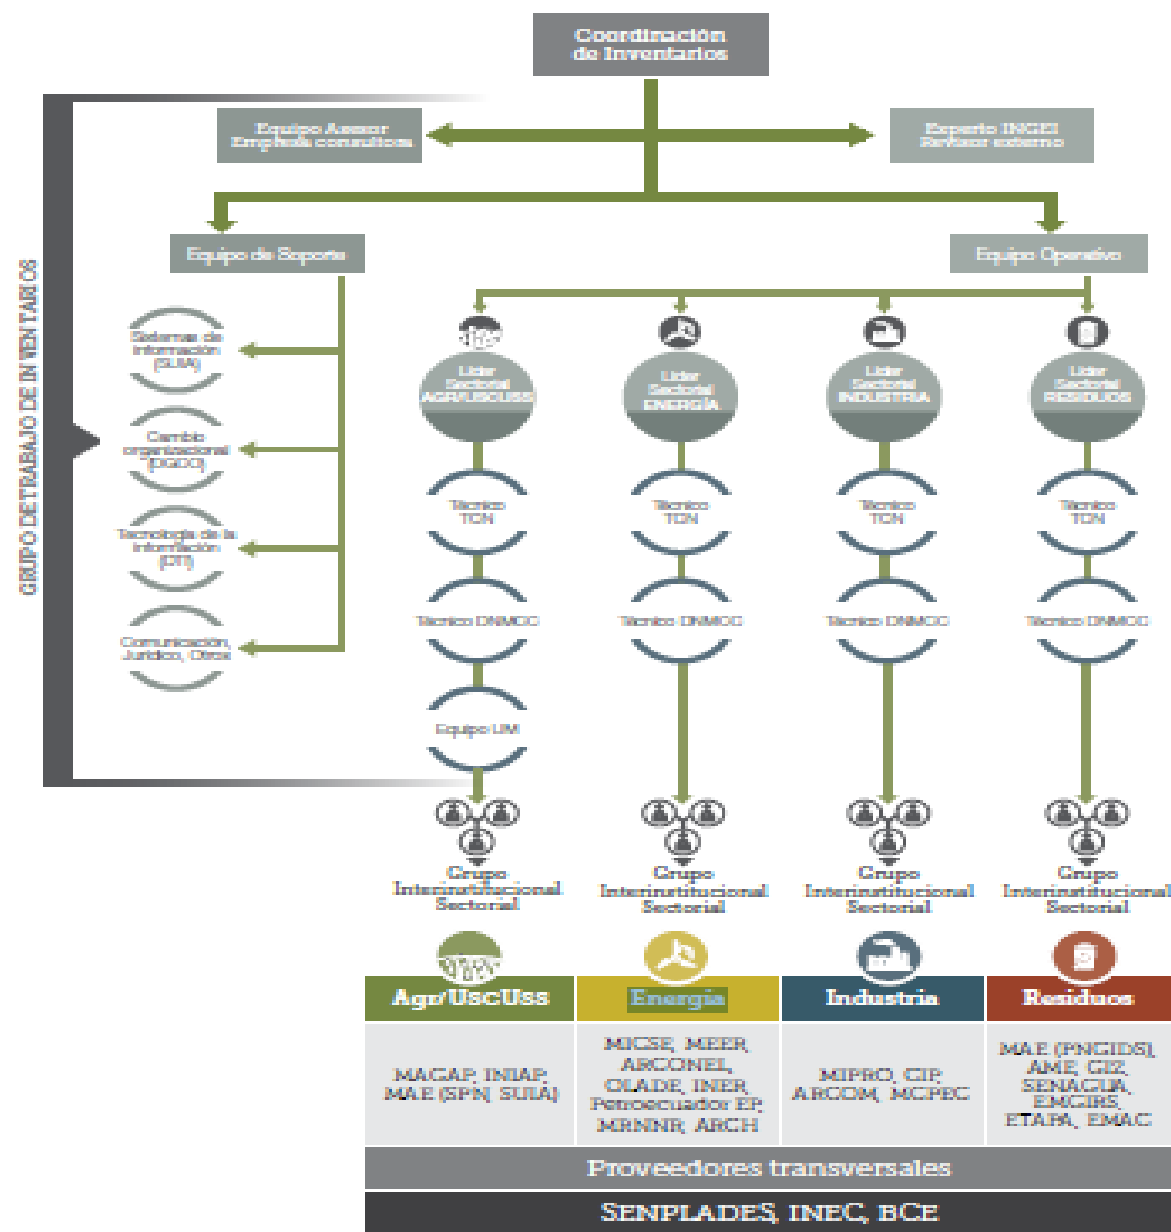 Coordinación
de Inventarios
Equipo Asesor
Empresa consultora
Experto INGEI
Revisor externo
GRUPO DE TRABAJO DE INVENTARIOS
Equipo de Soporte
Equipo Operativo
Sistemas de
Información
(SUIA)
Cambio
organizacional
(DGCO)
Tecnología de la
Información
(DTI)
Comunicación,
Jurídico, Otros
Líder
Sectorial
AGR/USCUSS
Líder
Sectorial
ENERGÍA
Líder
Sectorial
INDUSTRIA
Líder
Sectorial
RESIDUOS
Técnico
TCN
Técnico
TCN
Técnico
TCN
Técnico
TCN
Técnico DNMCC
Técnico DNMCC
Técnico DNMCC
Técnico DNMCC
Equipo LIM
Grupo
Interinstitucional
Sectorial
Grupo
Interinstitucional
Sectorial
Grupo
Interinstitucional
Sectorial
Grupo
Interinstitucional
Sectorial
Agr/USCUSS
Energía
Industria
Residuos
MAGAP, INIAP,
MAE (SPN, SUIA)
MICSE, MEER,
ARCONEL,
OLADE, INER,
Petroecuador EP,
MRNNR, ARCH
MIPRO, CIP,
ARCOM, MCPEC
MAE (PNGIDS),
AME, GIZ,
SENAGUA,
EMGIRS,
ETAPA, EMAC
Proveedores transversales
SENPLADES, INEC, BCE